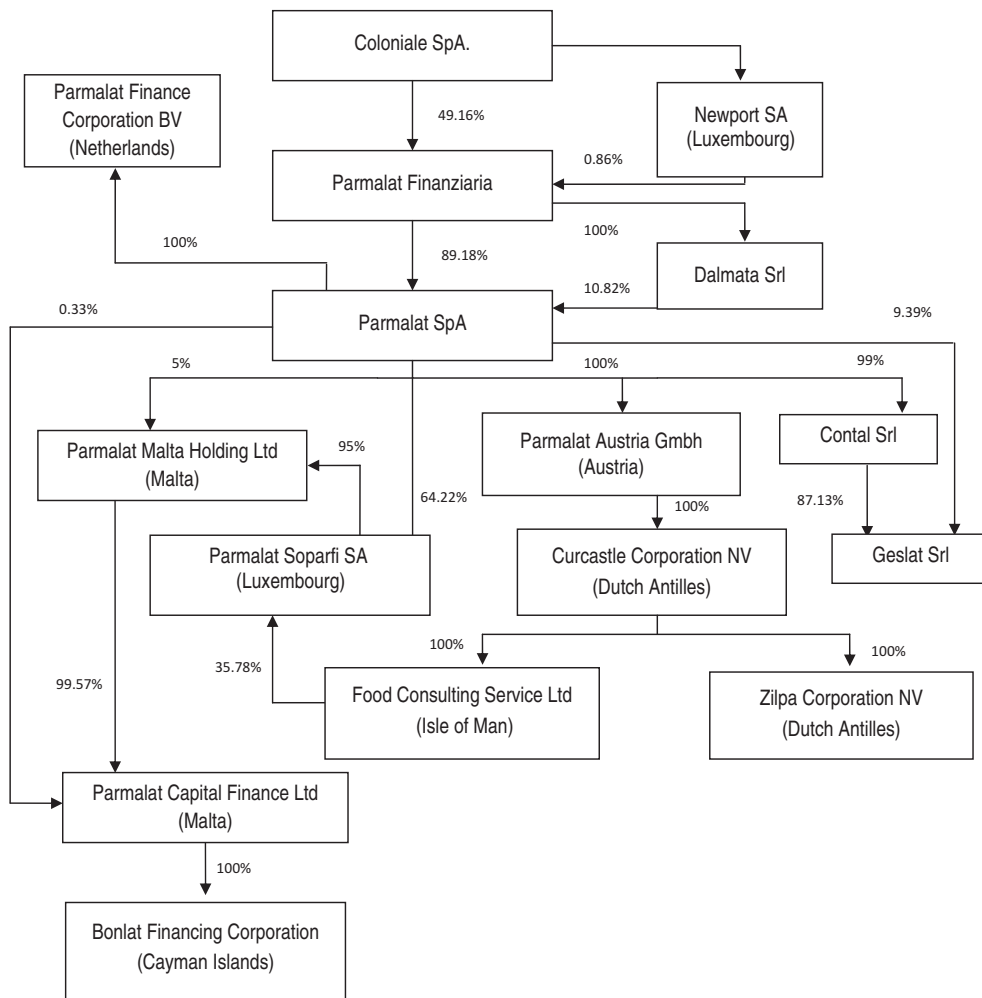 Coloniale SpA.
Parmalat Finance
Corporation BV
(Netherlands)
49.16%
Newport SA
(Luxembourg)
0.86%
Parmalat Finanziaria
100%
100%
89.18%
Dalmata Srl
10.82%
0.33%
9.39%
Parmalat SpA
5%
100%
99%
Parmalat Malta Holding Ltd
(Malta)
95%
Parmalat Austria Gmbh
(Austria)
Contal Srl
64.22%
87.13%
100%
Parmalat Soparfi SA
(Luxembourg)
Curcastle Corporation NV
(Dutch Antilles)
Geslat Srl
35.78%
100%
100%
99.57%
Food Consulting Service Ltd
(Isle of Man)
Zilpa Corporation NV
(Dutch Antilles)
Parmalat Capital Finance Ltd
(Malta)
100%
Bonlat Financing Corporation
(Cayman Islands)